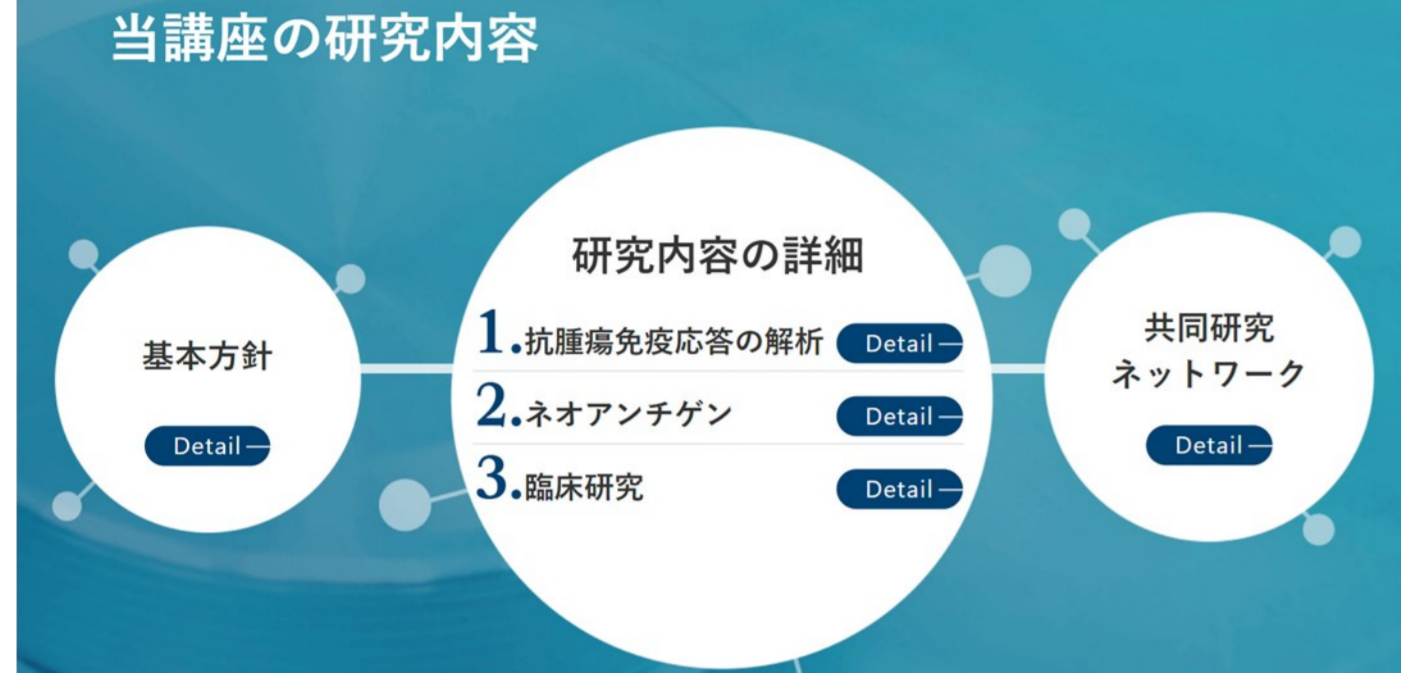 当講座の研究内容
基本方針
Detail
研究内容の詳細
1.抗腫瘍免疫応答の解析 Detail
2.ネオアンチゲン Detail
3.臨床研究 Detail
共同研究
ネットワーク
Detail